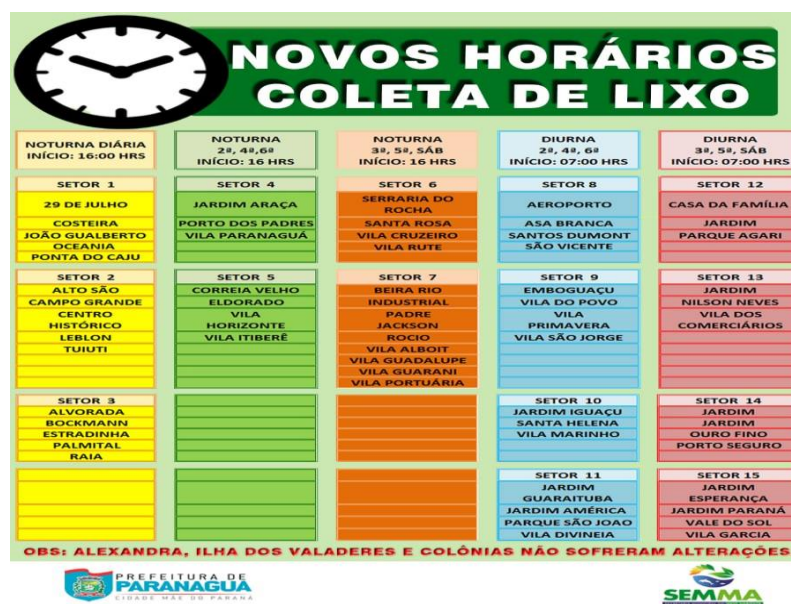 NOVOS HORÁRIOS
COLETA DE LIXO
NOTURNA DIÁRIA
INÍCIO: 16:00 HRS
SETOR 1
29 DE JULHO
COSTEIRA
JOÃO GUALBERTO
OCEANIA
PONTA DO CAJU
SETOR 2
ALTO SÃO
CAMPO GRANDE
CENTRO
HISTÓRICO
LEBLON
TUIUTI
SETOR 3
ALVORADA
BOCKMANN
ESTRADINHA
PALMITAL
RAIA
NOTURNA
2ª, 4ª,6ª
INÍCIO: 16 HRS
SETOR 4
JARDIM ARAÇA
PORTO DOS PADRES
VILA PARANAGUÁ
SETOR 5
CORREIA VELHO
ELDORADO
VILA
HORIZONTE
VILA ITIBERÊ
NOTURNA
3ª, 5ª, SÁB
INÍCIO: 16 HRS
SETOR 6
SERRARIA DO
ROCHA
SANTA ROSA
VILA CRUZEIRO
VILA RUTE
SETOR 7
BEIRA RIO
INDUSTRIAL
PADRE
JACKSON
ROCIO
VILA ALBOIT
VILA GUADALUPE
VILA GUARANI
VILA PORTUÁRIA
DIURNA
2ª, 4ª, 6ª
INÍCIO: 07:00 HRS
SETOR 8
AEROPORTO
ASA BRANCA
SANTOS DUMONT
SÃO VICENTE
SETOR 9
EMBOGUAÇU
VILA DO POVO
VILA
PRIMAVERA
VILA SÃO JORGE
SETOR 10
JARDIM IGUAÇU
SANTA HELENA
VILA MARINHO
SETOR 11
JARDIM
GUARAITUBA
JARDIM AMÉRICA
PARQUE SÃO JOAO
VILA DIVINEIA
DIURNA
3ª, 5ª, SÁB
INÍCIO: 07:00 HRS
SETOR 12
CASA DA FAMÍLIA
JARDIM
PARQUE AGARI
SETOR 13
JARDIM
NILSON NEVES
VILA DOS
COMERCIÁRIOS
SETOR 14
JARDIM
JARDIM
OURO FINO
PORTO SEGURO
SETOR 15
JARDIM
ESPERANÇA
JARDIM PARANÁ
VALE DO SOL
VILA GARCIA
OBS: ALEXANDRA, ILHA DOS VALADERES E COLÔNIAS NÃO SOFRERAM ALTERAÇÕES
PREFEITURA DE
PARANAGUÁ
CIDADE MÃE DO PARANÁ
SEMMA